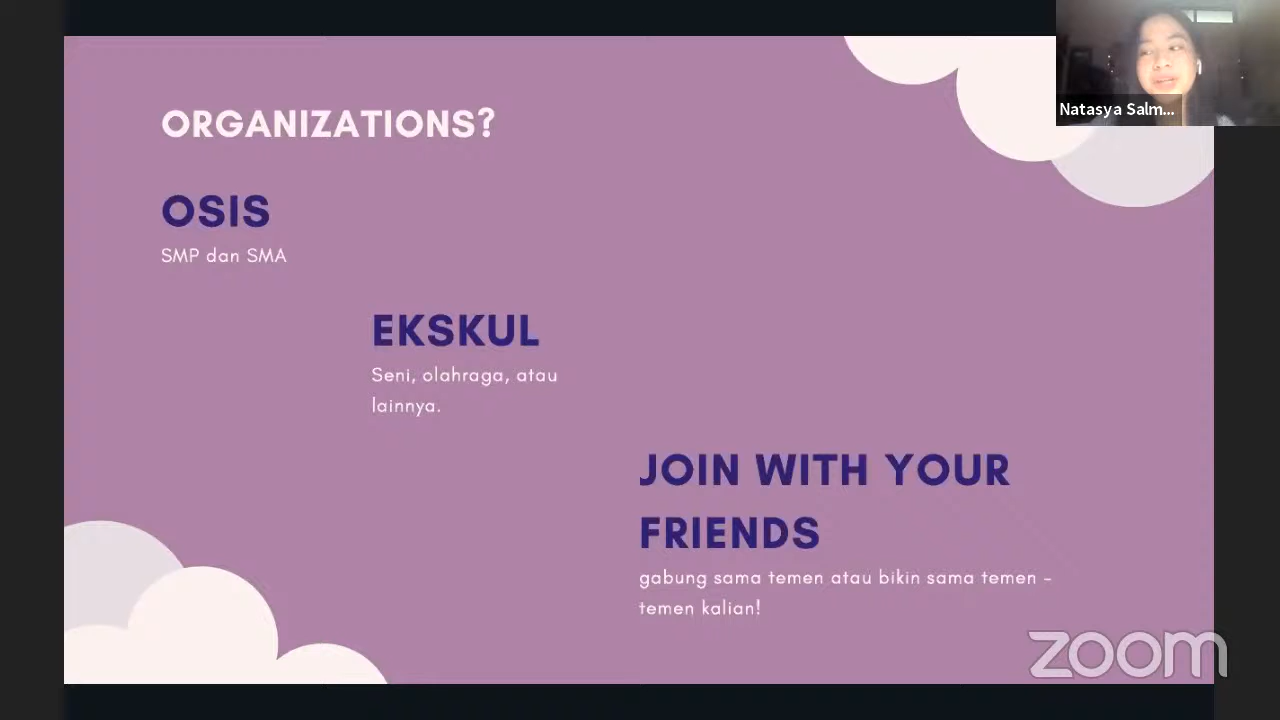 ORGANIZATIONS?
OSIS
SMP dan SMA
EKSKUL
Seni, olahraga, atau
lainnya.
JOIN WITH YOUR
FRIENDS
gabung sama temen atau bikin sama temen -
temen kalian!
Natasya Salm...
zoom